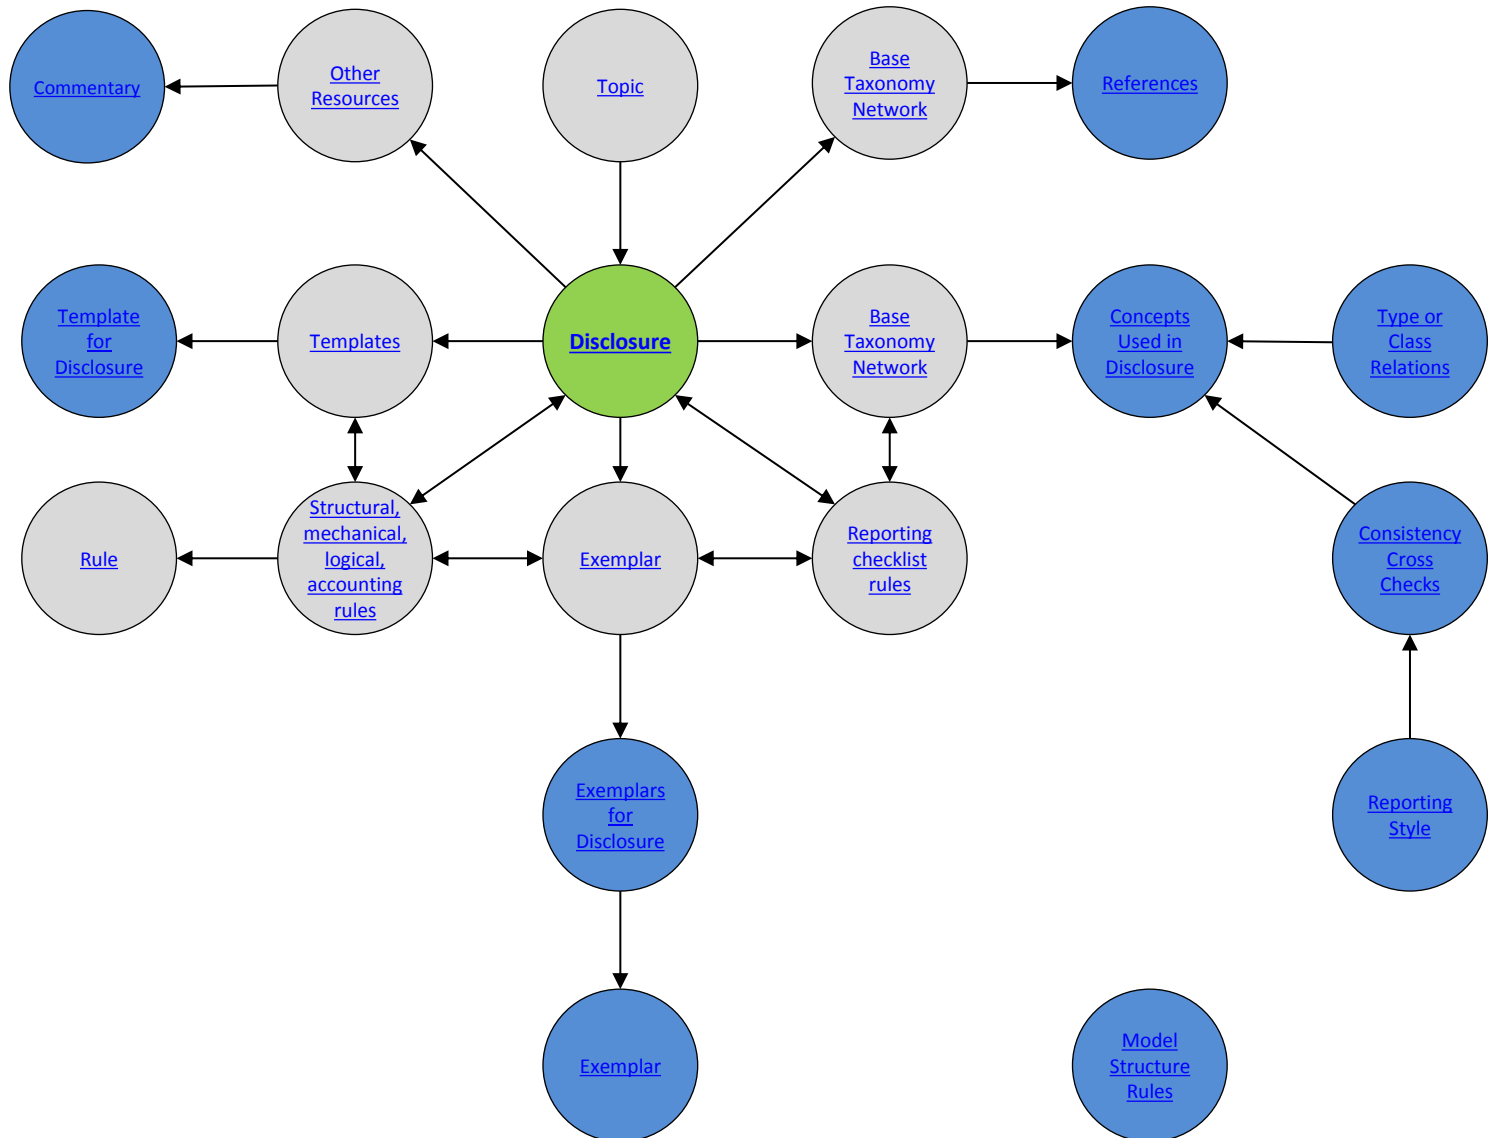 Commentary
Other
Resources
Topic
Base
Taxonomy
Network
References
Template
for
Disclosure
Templates
Disclosure
Base
Taxonomy
Network
Concepts
Used in
Disclosure
Type or
Class
Relations
Rule
Structural,
mechanical,
logical,
accounting
rules
Exemplar
Reporting
checklist
rules
Consistency
Cross
Checks
Exemplars
for
Disclosure
Reporting
Style
Exemplar
Model
Structure
Rules